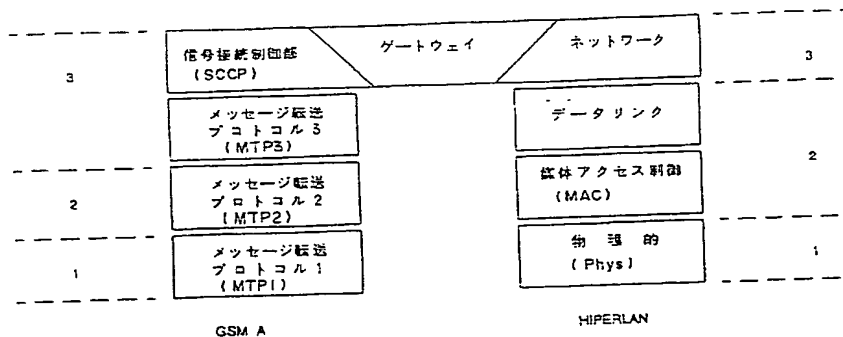 3
信号接続制御部
(SCCP)
ゲートウェイ
ネットワーク
3
メッセージ転送
プロトコル3
(MTP3)
データリンク
2
2
メッセージ転送
プロトコル2
(MTP2)
媒体アクセス制御
(MAC)
1
メッセージ転送
プロトコル1
(MTP1)
物理的
(Phys)
1
GSM A
HIPERLAN